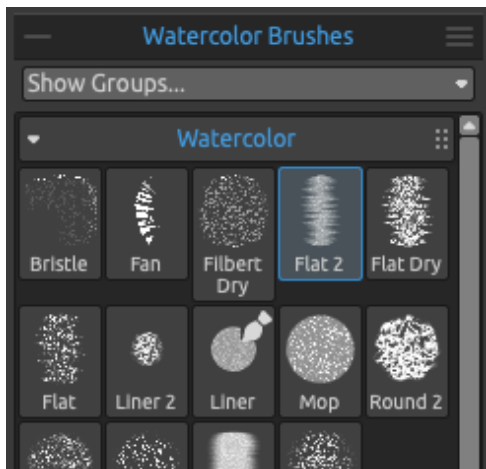 Watercolor Brushes
Show Groups...
Watercolor
Bristle
Fan
Filbert
Dry
Flat 2
Flat Dry
Flat
Liner 2
Liner
Mop
Round 2